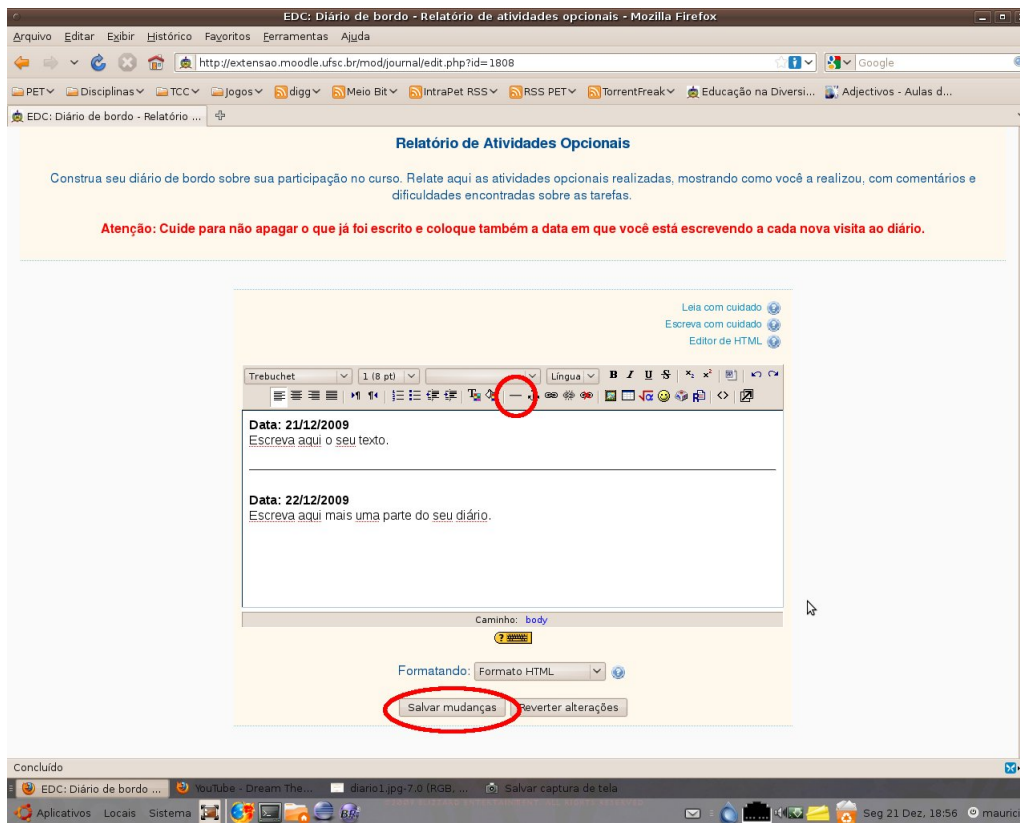 EDC: Diário de bordo - Relatório de atividades opcionais - Mozilla Firefox
Arquivo Editar Exibir Histórico Favoritos Ferramentas Ajuda
http://extensao.moodle.ufsc.br/mod/journal/edit.php?id=1808 Google
PET Disciplinas TCC Jogos digg Meio Bit IntraPet RSS RSS PET TorrentFreak Educação na Diversi... Adjectivos - Aulas d...
EDC: Diário de bordo - Relatório ...
Relatório de Atividades Opcionais
Construa seu diário de bordo sobre sua participação no curso. Relate aqui as atividades opcionais realizadas, mostrando como você a realizou, com comentários e
dificuldades encontradas sobre as tarefas.
Atenção: Cuide para não apagar o que já foi escrito e coloque também a data em que você está escrevendo a cada nova visita ao diário.
Leia com cuidado
Escreva com cuidado
Editor de HTML
Trebuchet 1 (8 pt) Língua B I U S
Data: 21/12/2009
Escreva aqui o seu texto.
Data: 22/12/2009
Escreva aqui mais uma parte do seu diário.
Caminho: body
Formatando: Formato HTML
Salvar mudanças Reverter alterações
Concluído
EDC: Diário de bordo ... YouTube - Dream The... diario1.jpg-7.0 (RGB, ... Salvar captura de tela
Aplicativos Locais Sistema Seg 21 Dez, 18:56 maurici